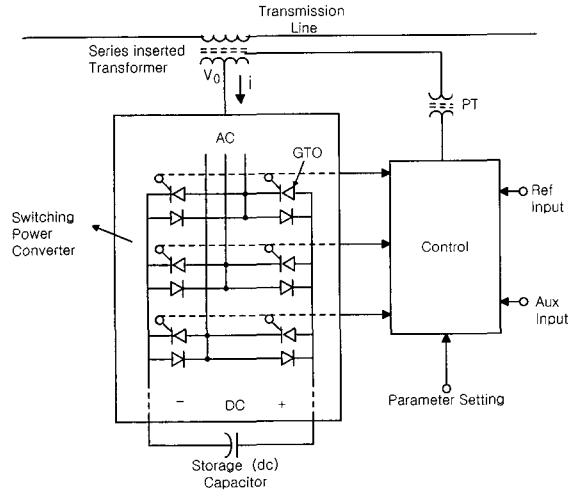 Transmission
Line
Series inserted
Transformer
V0
i
PT
AC
GTO
Ref
Input
Switching
Power
Converter
Control
Aux
Input
Parameter Setting
− DC +
Storage (dc)
Capacitor